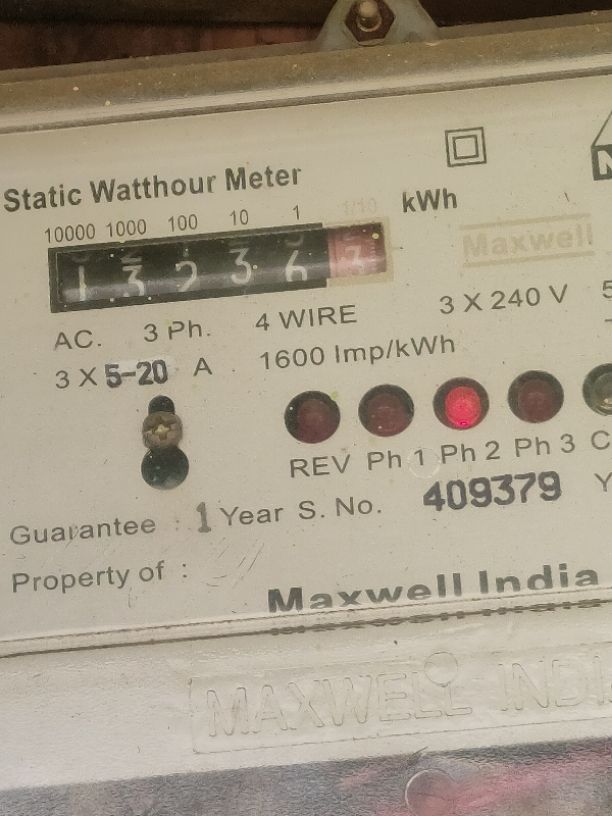 Static Watthour Meter
10000 1000 100 10 1 1/10 kWh
Maxwell
1 3 2 3 6 3
AC. 3 Ph. 4 WIRE 3 X 240 V
3 X 5-20 A 1600 Imp/kWh
REV Ph 1 Ph 2 Ph 3
Guarantee : 1 Year S. No. 409379
Property of :
Maxwell India
MAXWELL INDI